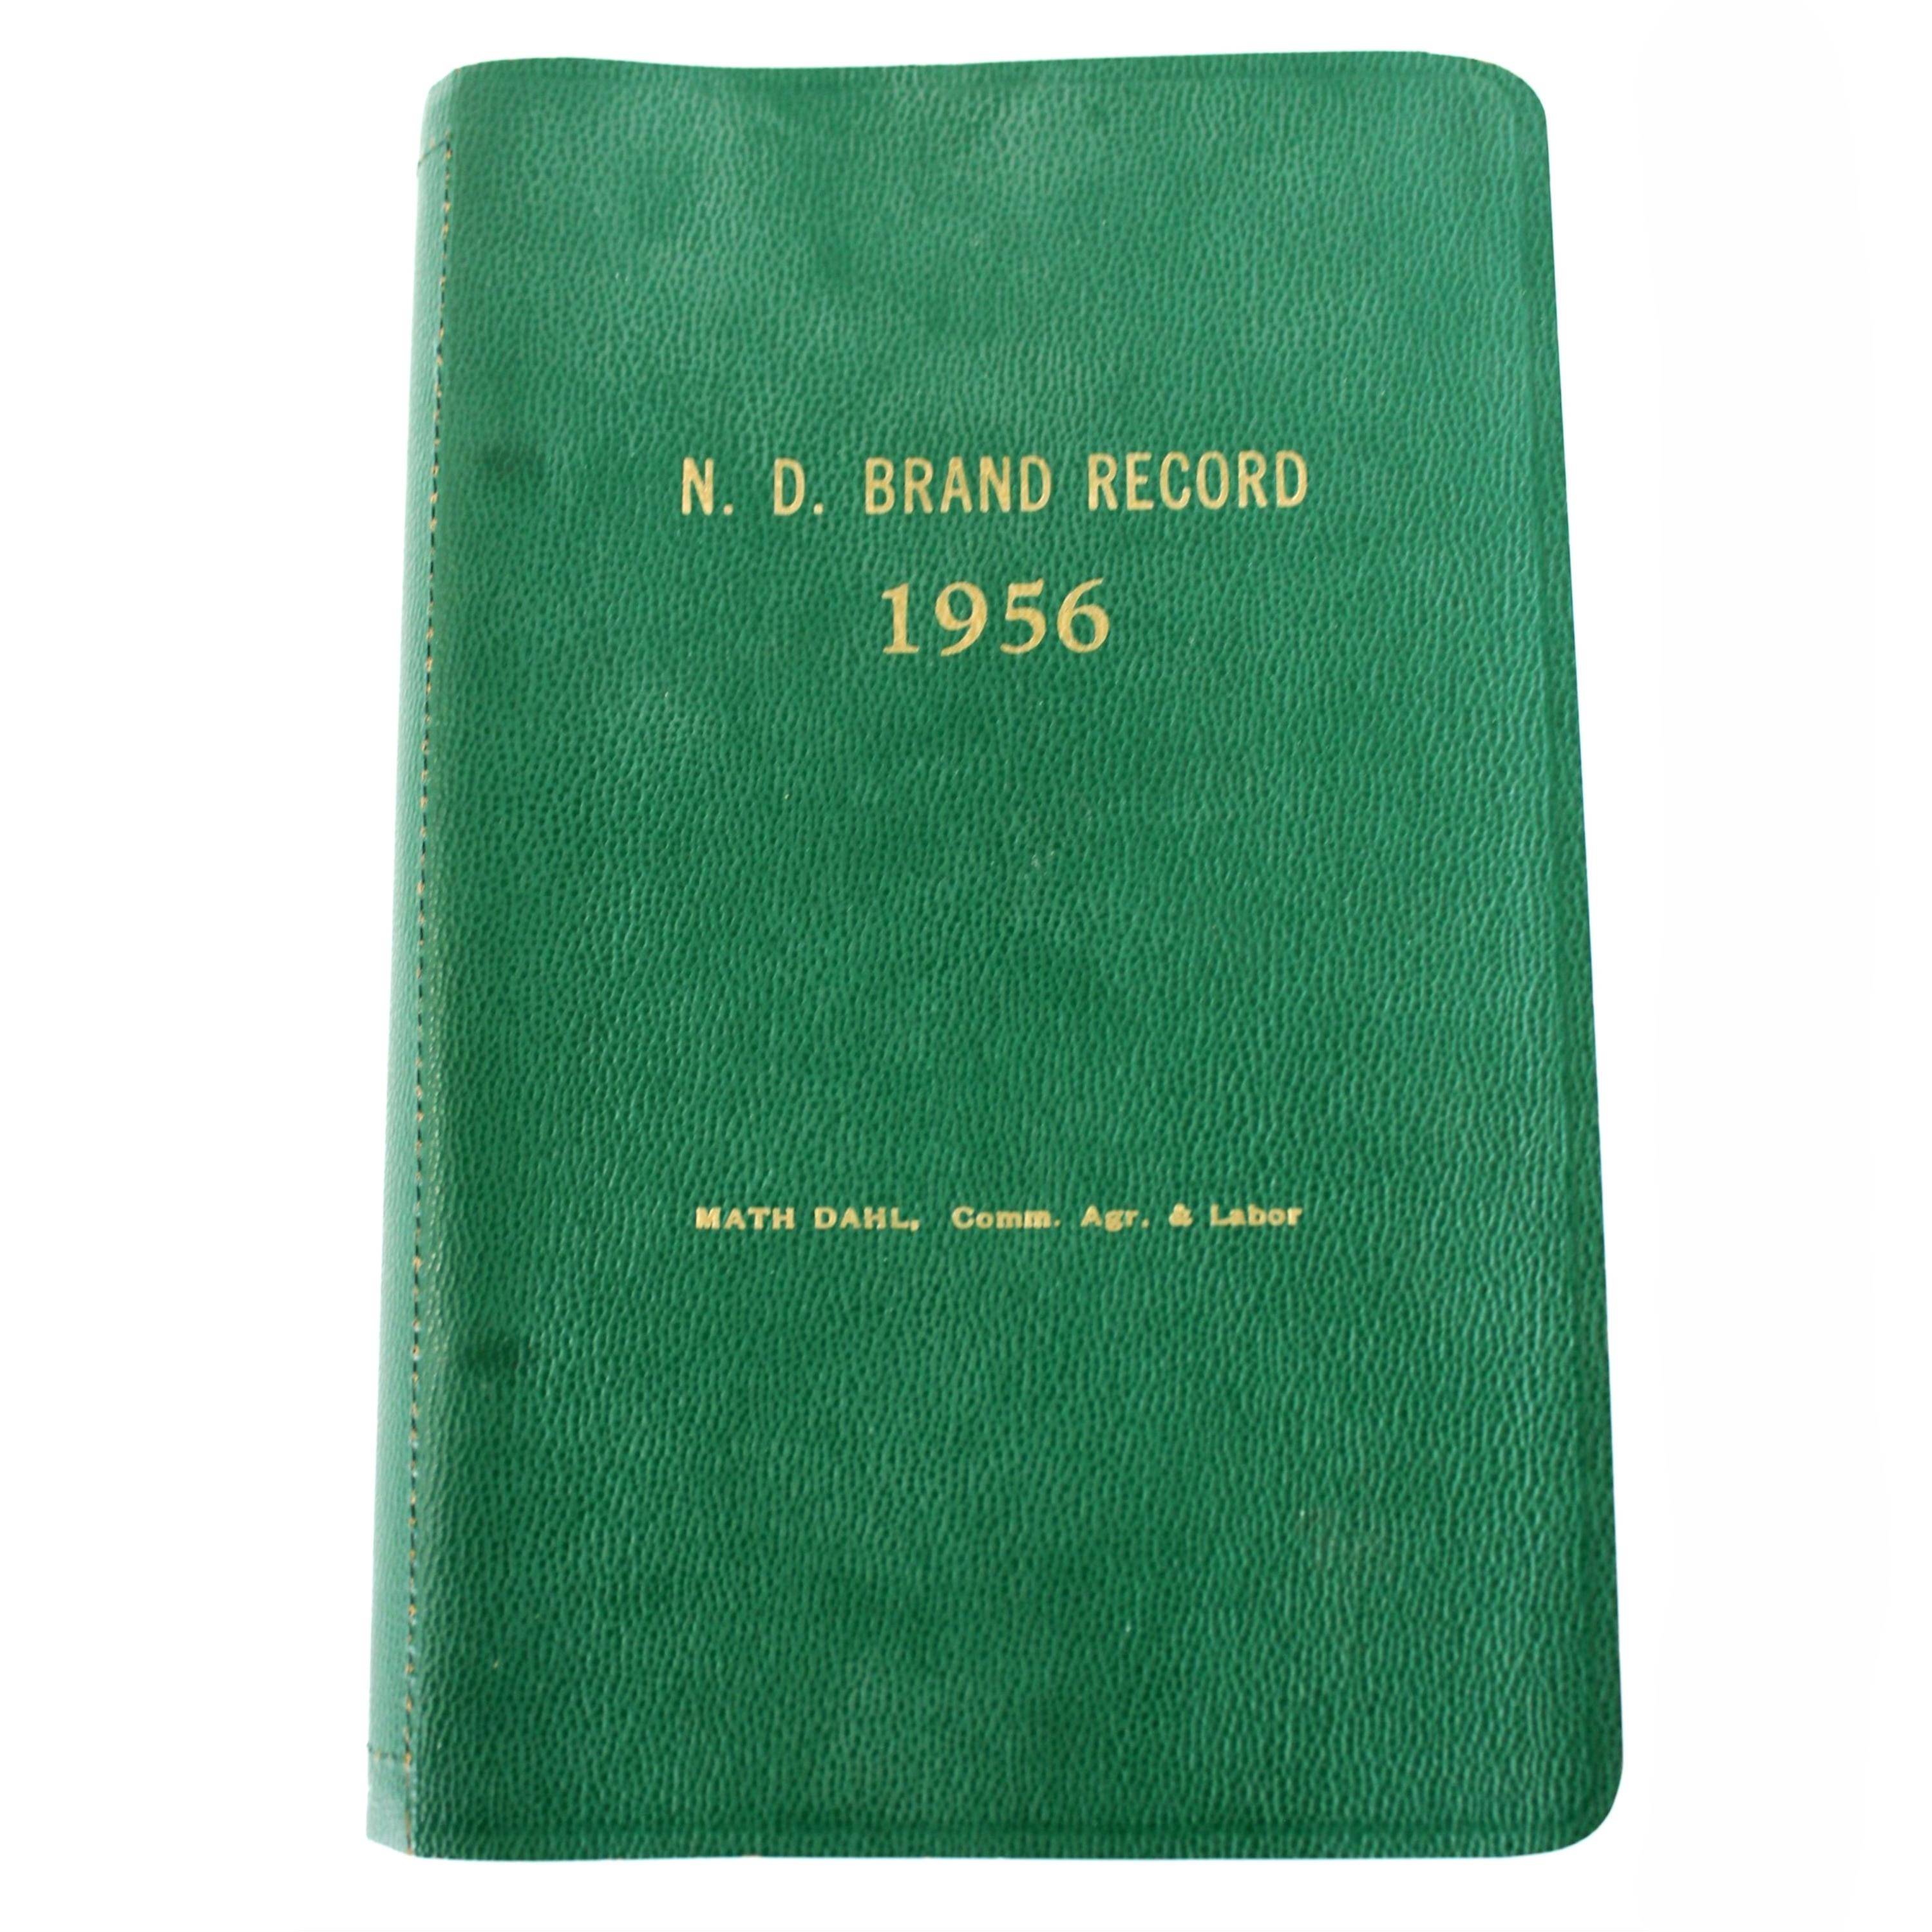 N. D. BRAND RECORD
1956
MATH DAHL, Comm. Agr. & Labor